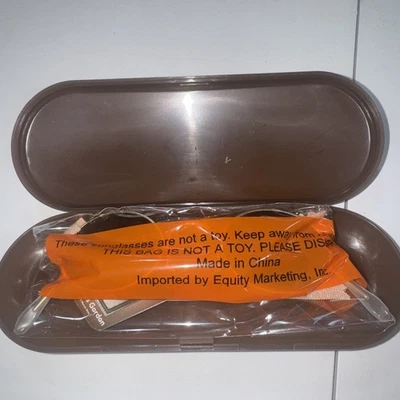 These sunglasses are not a toy. Keep away from
THIS BAG IS NOT A TOY. PLEASE
Made in China
Imported by Equity Marketing, Inc.
Gordon